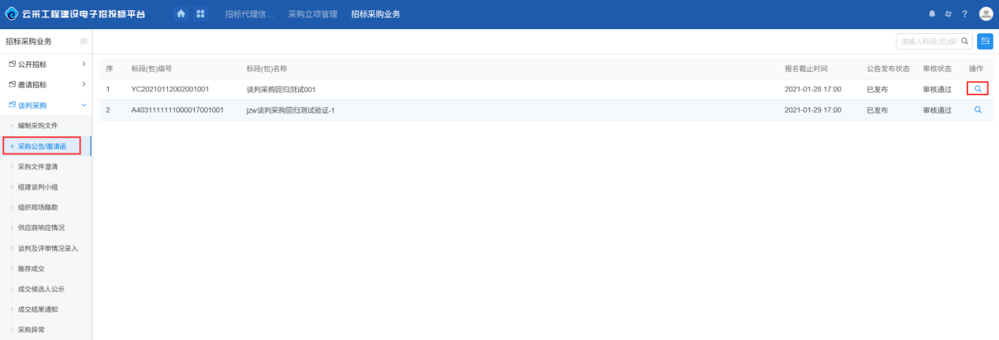 云采工程建设电子招投标平台
招标代理信...
采购立项管理
招标采购业务
?
招标采购业务
请输入标段(包)编
公开招标
邀请招标
谈判采购
编制采购文件
采购公告/邀请函
采购文件澄清
组建谈判小组
组织现场踏勘
供应商响应情况
谈判及评审情况录入
推荐成交
成交候选人公示
成交结果通知
采购异常
序 标段(包)编号 标段(包)名称 报名截止时间 公告发布状态 审核状态 操作
1 YC20210112002001001 谈判采购回归测试001 2021-01-28 17:00 已发布 审核通过
2 A4031111111000017001001 jzw谈判采购回归测试验证-1 2021-01-29 17:00 已发布 审核通过